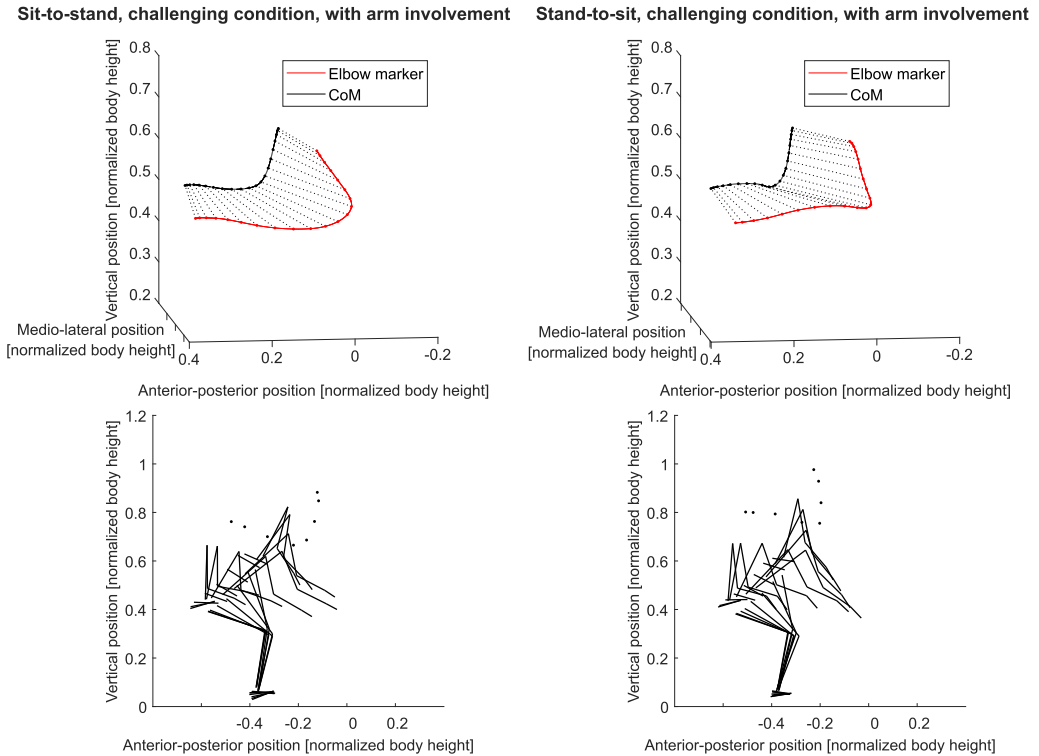 Sit-to-stand, challenging condition, with arm involvement
Stand-to-sit, challenging condition, with arm involvement
Vertical position [normalized body height]
0.8
0.7
0.6
0.5
0.4
0.3
0.2
Elbow marker
CoM
Medio-lateral position
[normalized body height]
0.4
0.2
0
-0.2
Anterior-posterior position [normalized body height]
Vertical position [normalized body height]
0.8
0.7
0.6
0.5
0.4
0.3
0.2
Elbow marker
CoM
Medio-lateral position
[normalized body height]
0.4
0.2
0
-0.2
Anterior-posterior position [normalized body height]
Vertical position [normalized body height]
1.2
1
0.8
0.6
0.4
0.2
0
-0.4
-0.2
0
0.2
Anterior-posterior position [normalized body height]
Vertical position [normalized body height]
1.2
1
0.8
0.6
0.4
0.2
0
-0.4
-0.2
0
0.2
Anterior-posterior position [normalized body height]